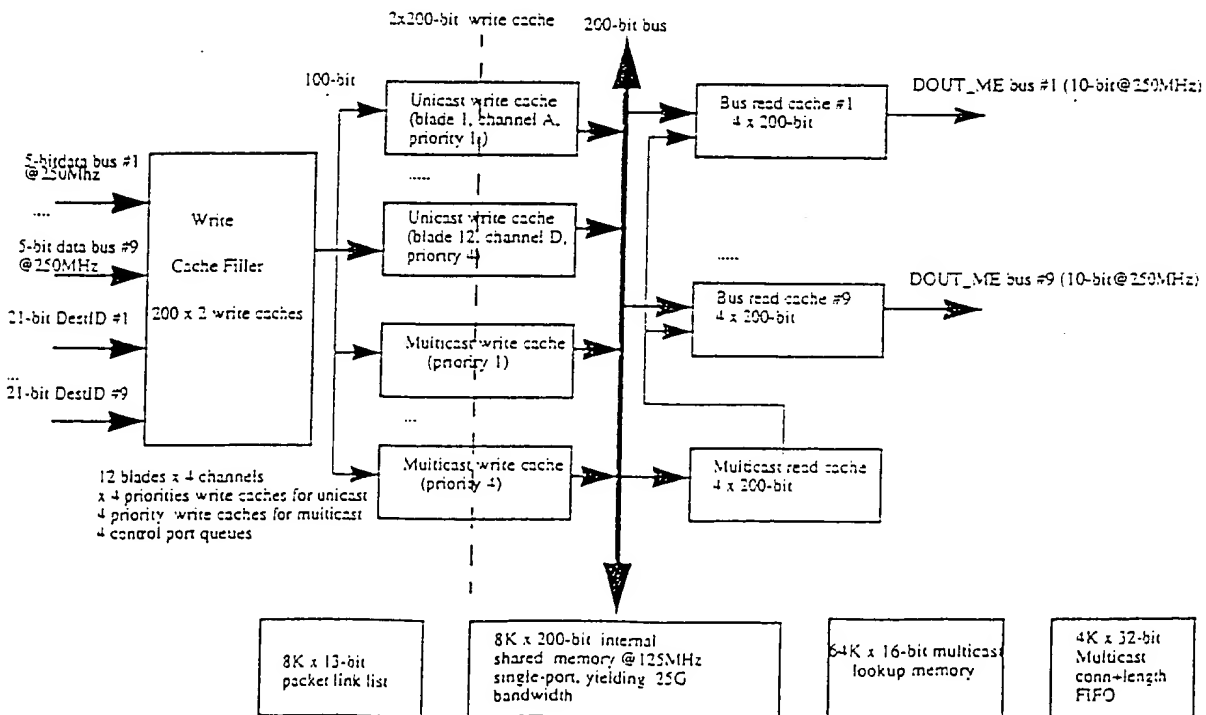 2x200-bit write cache
200-bit bus
100-bit
Unicast write cache
(blade 1, channel A,
priority 1)
.....
Unicast write cache
(blade 12, channel D,
priority 4)
Multicast write cache
(priority 1)
...
Multicast write cache
(priority 4)
5-bitdata bus #1
@250Mhz
....
5-bit data bus #9
@250MHz
21-bit DestID #1
...
21-bit DestID #9
Write
Cache Filler
200 x 2 write caches
12 blades x 4 channels
x 4 priorities write caches for unicast
4 priority write caches for multicast
4 control port queues
Bus read cache #1
4 x 200-bit
DOUT_ME bus #1 (10-bit@250MHz)
.....
Bus read cache #9
4 x 200-bit
DOUT_ME bus #9 (10-bit@250MHz)
Multicast read cache
4 x 200-bit
8K x 13-bit
packet link list
8K x 200-bit internal
shared memory @125MHz
single-port, yielding 25G
bandwidth
64K x 16-bit multicast
lookup memory
4K x 32-bit
Multicast
conn+length
FIFO